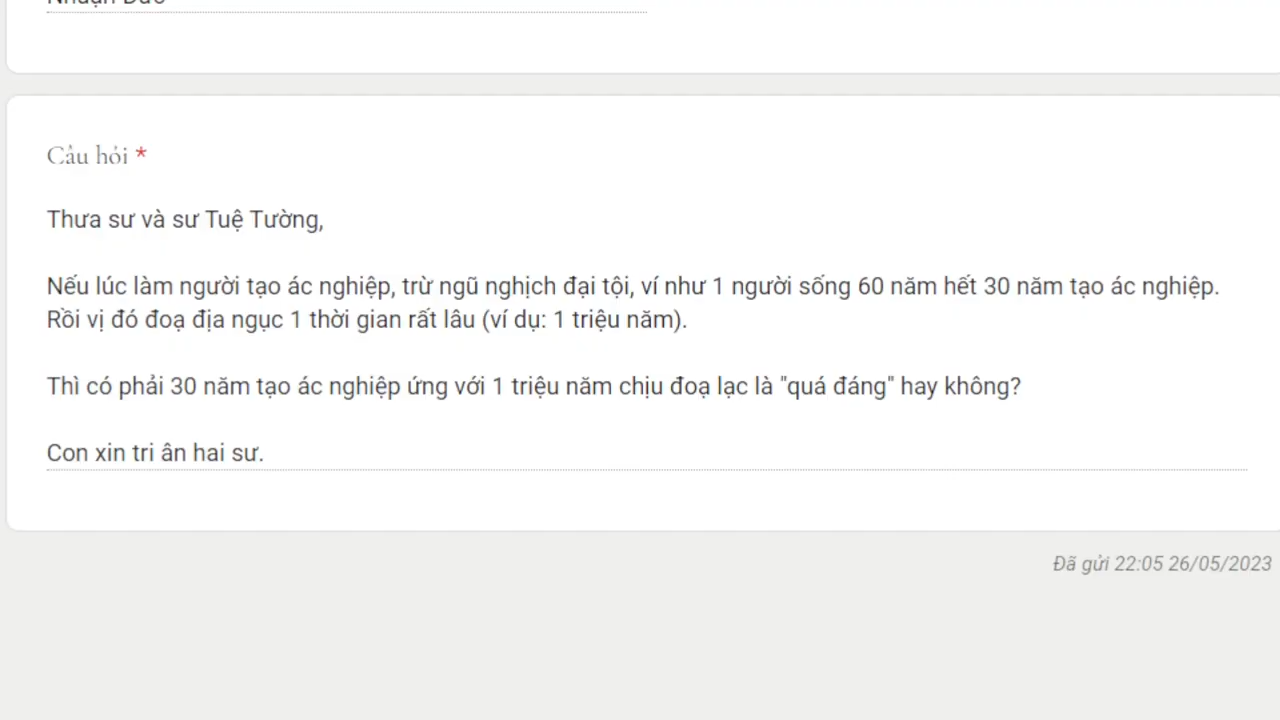 Câu hỏi *
Thưa sư và sư Tuệ Tường,
Nếu lúc làm người tạo ác nghiệp, trừ ngũ nghịch đại tội, ví như 1 người sống 60 năm hết 30 năm tạo ác nghiệp.
Rồi vị đó đoạ địa ngục 1 thời gian rất lâu (ví dụ: 1 triệu năm).
Thì có phải 30 năm tạo ác nghiệp ứng với 1 triệu năm chịu đoạ lạc là "quá đáng" hay không?
Con xin tri ân hai sư.
Đã gửi 22:05 26/05/2023